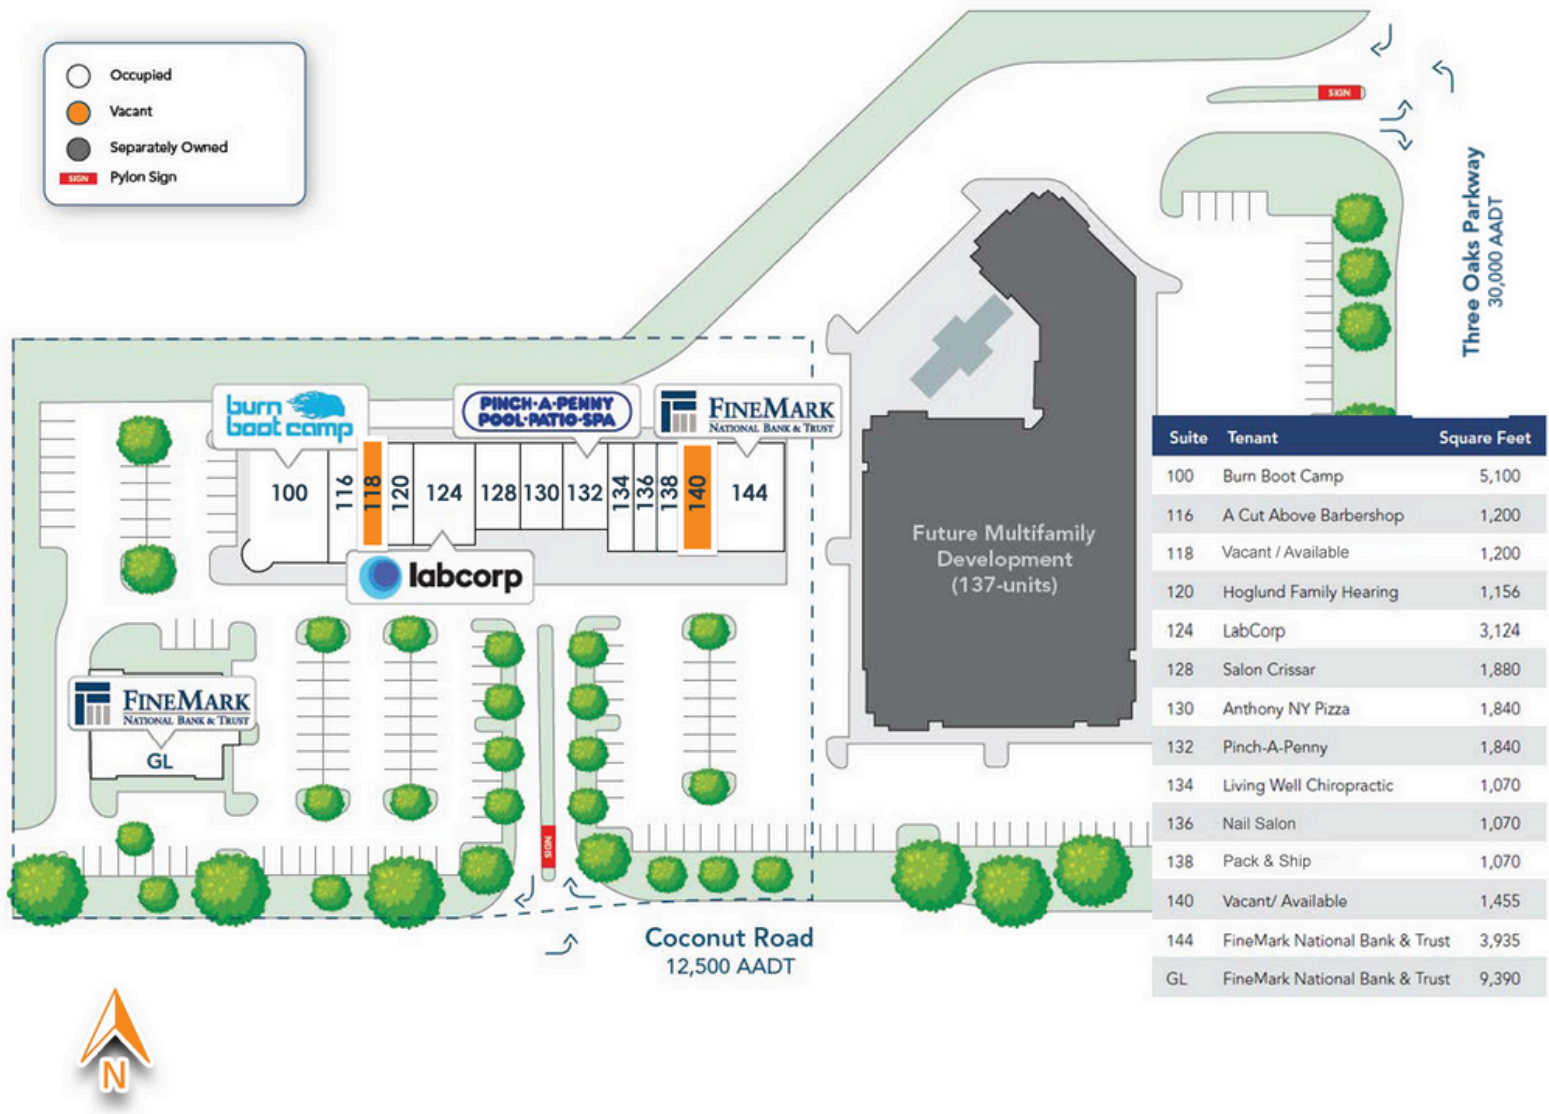 Occupied
Vacant
Separately Owned
SIGN Pylon Sign
SIGN
Three Oaks Parkway
30,000 AADT
burn
boot camp
PINCH·A·PENNY
POOL·PATIO·SPA
FINEMARK
NATIONAL BANK & TRUST
100 116 118 120 124 128 130 132 134 136 138 140 144
labcorp
Future Multifamily
Development
(137-units)
FINEMARK
NATIONAL BANK & TRUST
GL
SIGN
Coconut Road
12,500 AADT
N
Suite Tenant Square Feet
100 Burn Boot Camp 5,100
116 A Cut Above Barbershop 1,200
118 Vacant / Available 1,200
120 Hoglund Family Hearing 1,156
124 LabCorp 3,124
128 Salon Crissar 1,880
130 Anthony NY Pizza 1,840
132 Pinch-A-Penny 1,840
134 Living Well Chiropractic 1,070
136 Nail Salon 1,070
138 Pack & Ship 1,070
140 Vacant/ Available 1,455
144 FineMark National Bank & Trust 3,935
GL FineMark National Bank & Trust 9,390